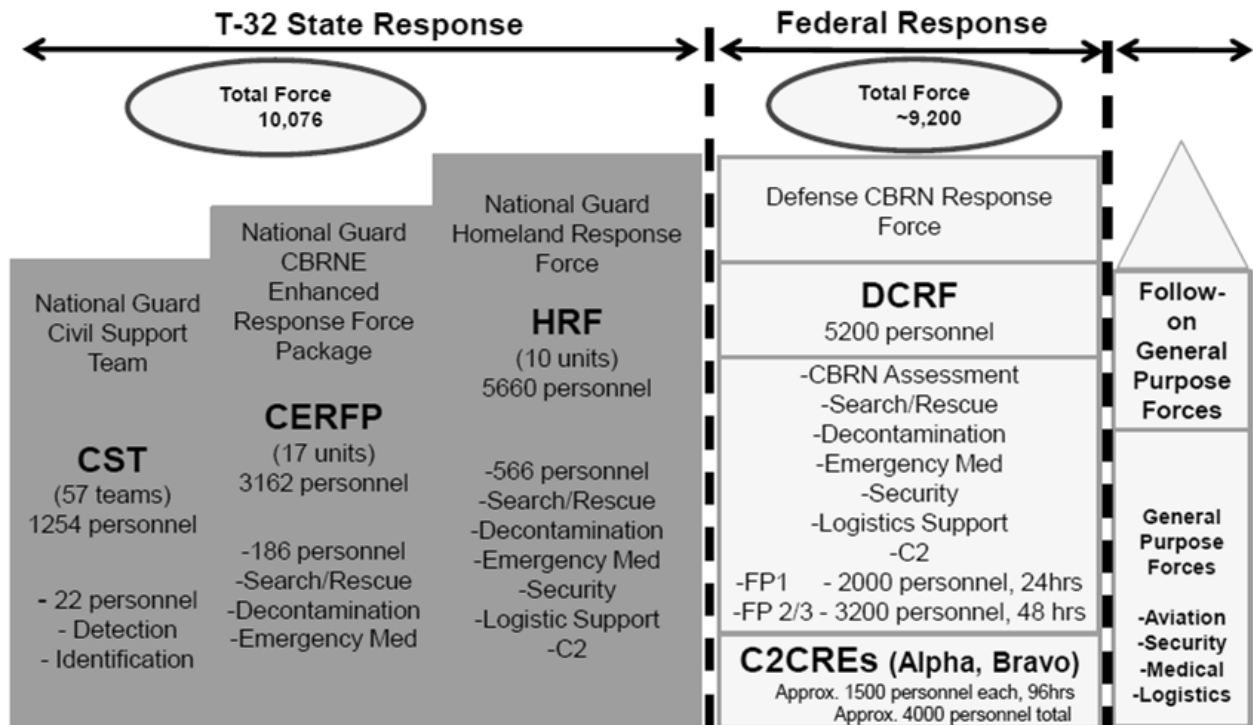 T-32 State Response
Total Force
10,076
National Guard
Civil Support
Team
CST
(57 teams)
1254 personnel
- 22 personnel
- Detection
- Identification
National Guard
CBRNE
Enhanced
Response Force
Package
CERFP
(17 units)
3162 personnel
-186 personnel
-Search/Rescue
-Decontamination
-Emergency Med
National Guard
Homeland Response
Force
HRF
(10 units)
5660 personnel
-566 personnel
-Search/Rescue
-Decontamination
-Emergency Med
-Security
-Logistic Support
-C2
Federal Response
Total Force
~9,200
Defense CBRN Response
Force
DCRF
5200 personnel
-CBRN Assessment
-Search/Rescue
-Decontamination
-Emergency Med
-Security
-Logistics Support
-C2
-FP1 - 2000 personnel, 24hrs
-FP 2/3 - 3200 personnel, 48 hrs
C2CREs (Alpha, Bravo)
Approx. 1500 personnel each, 96hrs
Approx. 4000 personnel total
Follow-
on
General
Purpose
Forces
General
Purpose
Forces
-Aviation
-Security
-Medical
-Logistics